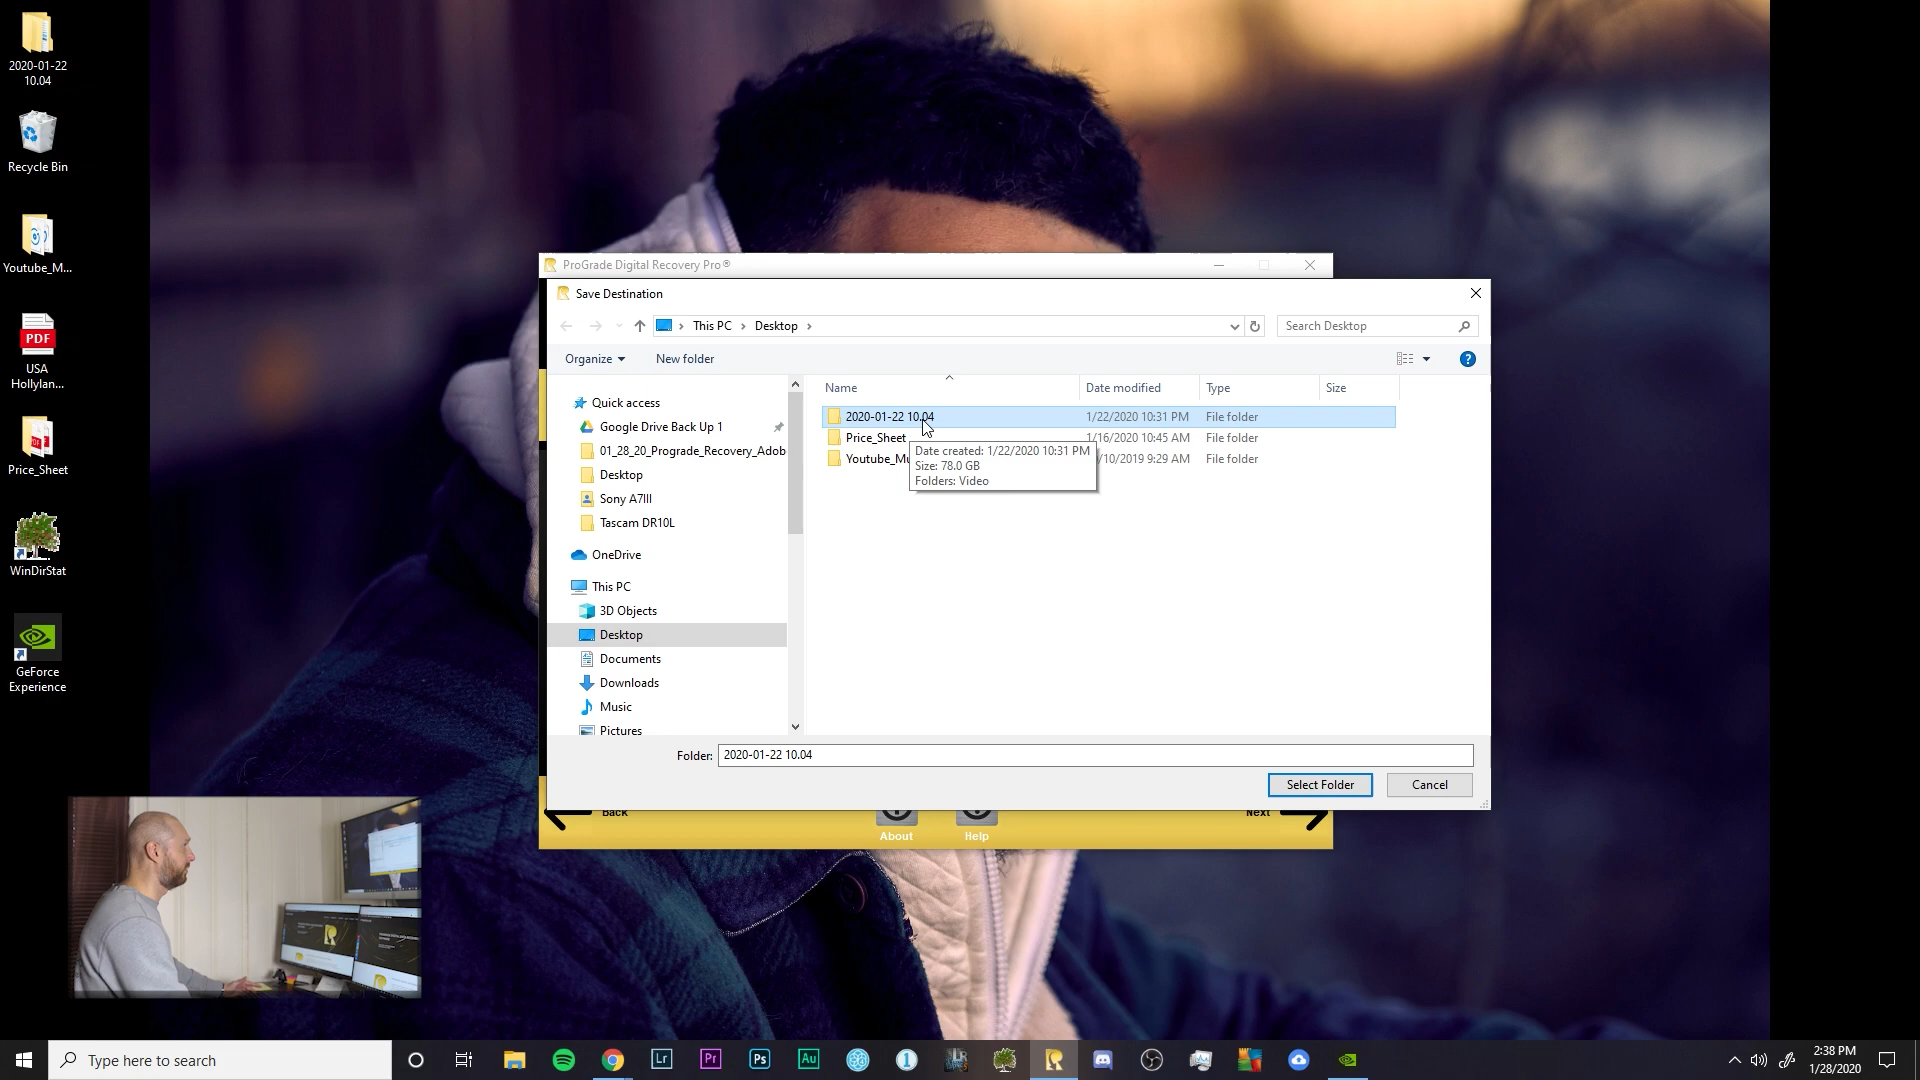 2020-01-22
10.04
Recycle Bin
Youtube_M...
PDF
USA
Hollylan...
Price_Sheet
WinDirStat
GeForce
Experience
ProGrade Digital Recovery Pro®
Save Destination
This PC
Desktop
Search Desktop
Organize
New folder
Name
Date modified
Type
Size
Quick access
Google Drive Back Up 1
01_28_20_Prograde_Recovery_Adob
Desktop
Sony A7III
Tascam DR10L
OneDrive
This PC
3D Objects
Desktop
Documents
Downloads
Music
Pictures
2020-01-22 10.04 1/22/2020 10:31 PM File folder
Price_Sheet 1/16/2020 10:45 AM File folder
Youtube_Mu /10/2019 9:29 AM File folder
Date created: 1/22/2020 10:31 PM
Size: 78.0 GB
Folders: Video
Folder: 2020-01-22 10.04
Select Folder
Cancel
Back
About
Help
Next
Type here to search
Lr
Pr
Ps
Au
2:38 PM
1/28/2020